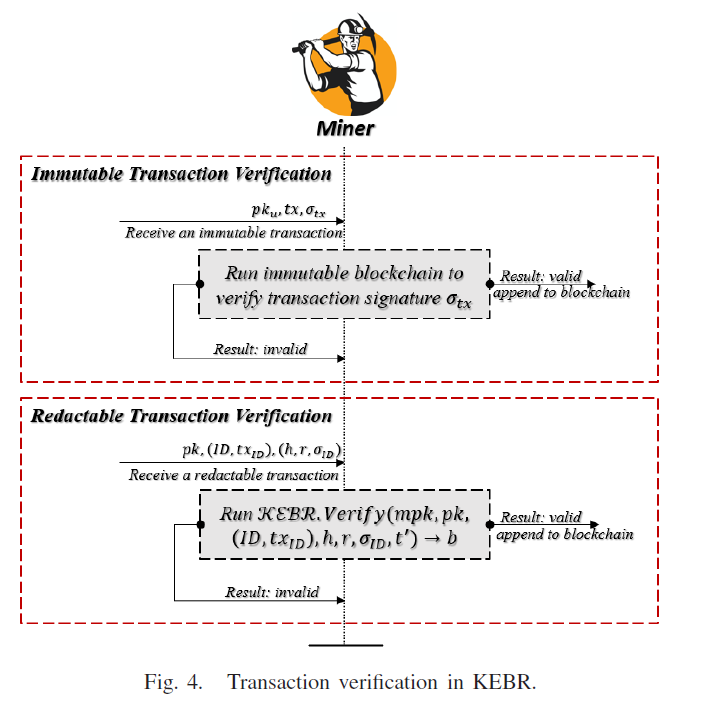 Miner
Immutable Transaction Verification
pk_u, tx, σ_tx
Receive an immutable transaction
Run immutable blockchain to
verify transaction signature σ_tx
Result: valid
append to blockchain
Result: invalid
Redactable Transaction Verification
pk, (ID, tx_ID), (h, r, σ_ID)
Receive a redactable transaction
Run 𝒦ℰℬℛ.Verify(mpk, pk,
(ID, tx_ID), h, r, σ_ID, t′) → b
Result: valid
append to blockchain
Result: invalid
Fig. 4. Transaction verification in KEBR.